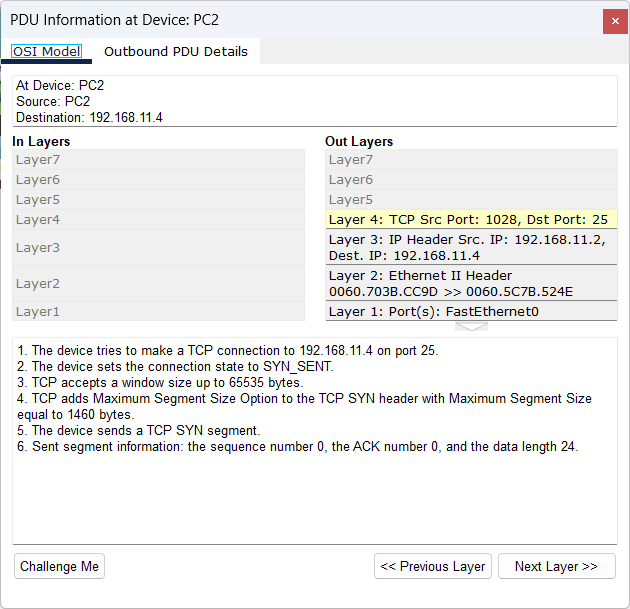 PDU Information at Device: PC2
OSI Model
Outbound PDU Details
At Device: PC2
Source: PC2
Destination: 192.168.11.4
In Layers
Layer7
Layer6
Layer5
Layer4
Layer3
Layer2
Layer1
Out Layers
Layer7
Layer6
Layer5
Layer 4: TCP Src Port: 1028, Dst Port: 25
Layer 3: IP Header Src. IP: 192.168.11.2,
Dest. IP: 192.168.11.4
Layer 2: Ethernet II Header
0060.703B.CC9D >> 0060.5C7B.524E
Layer 1: Port(s): FastEthernet0
1. The device tries to make a TCP connection to 192.168.11.4 on port 25.
2. The device sets the connection state to SYN_SENT.
3. TCP accepts a window size up to 65535 bytes.
4. TCP adds Maximum Segment Size Option to the TCP SYN header with Maximum Segment Size
equal to 1460 bytes.
5. The device sends a TCP SYN segment.
6. Sent segment information: the sequence number 0, the ACK number 0, and the data length 24.
Challenge Me
<< Previous Layer
Next Layer >>